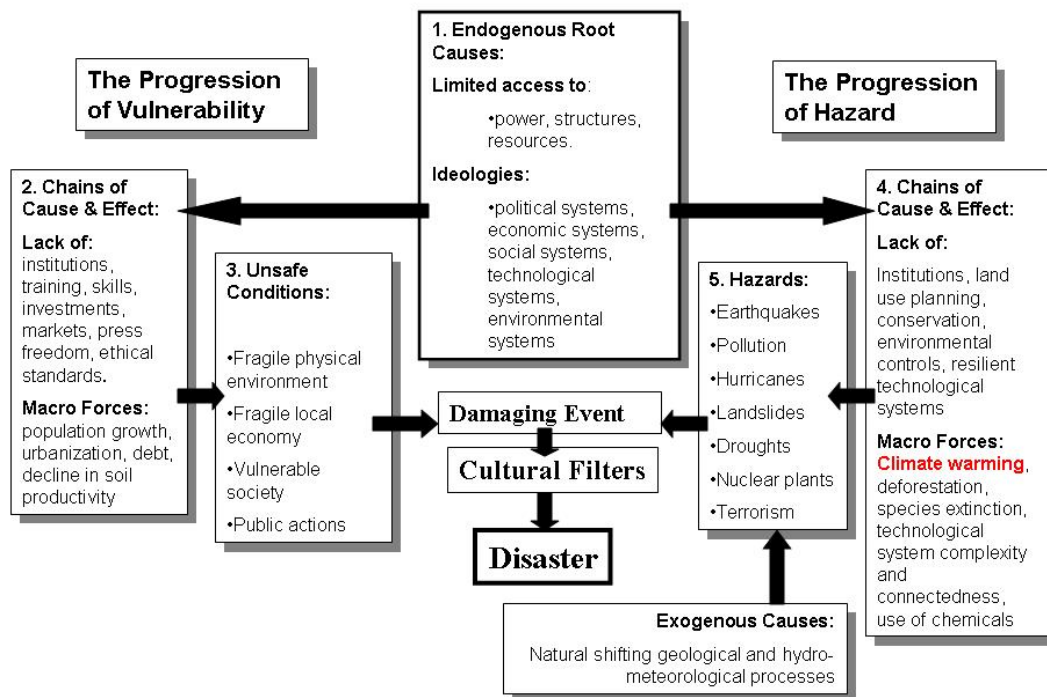 The Progression
of Vulnerability
1. Endogenous Root
Causes:
Limited access to:
•power, structures,
resources.
Ideologies:
•political systems,
economic systems,
social systems,
technological
systems,
environmental
systems
The Progression
of Hazard
2. Chains of
Cause & Effect:
Lack of:
institutions,
training, skills,
investments,
markets, press
freedom, ethical
standards.
Macro Forces:
population growth,
urbanization, debt,
decline in soil
productivity
3. Unsafe
Conditions:
•Fragile physical
environment
•Fragile local
economy
•Vulnerable
society
•Public actions
Damaging Event
Cultural Filters
Disaster
5. Hazards:
•Earthquakes
•Pollution
•Hurricanes
•Landslides
•Droughts
•Nuclear plants
•Terrorism
4. Chains of
Cause & Effect:
Lack of:
Institutions, land
use planning,
conservation,
environmental
controls, resilient
technological
systems
Macro Forces:
Climate warming,
deforestation,
species extinction,
technological
system complexity
and
connectedness,
use of chemicals
Exogenous Causes:
Natural shifting geological and hydro-
meteorological processes